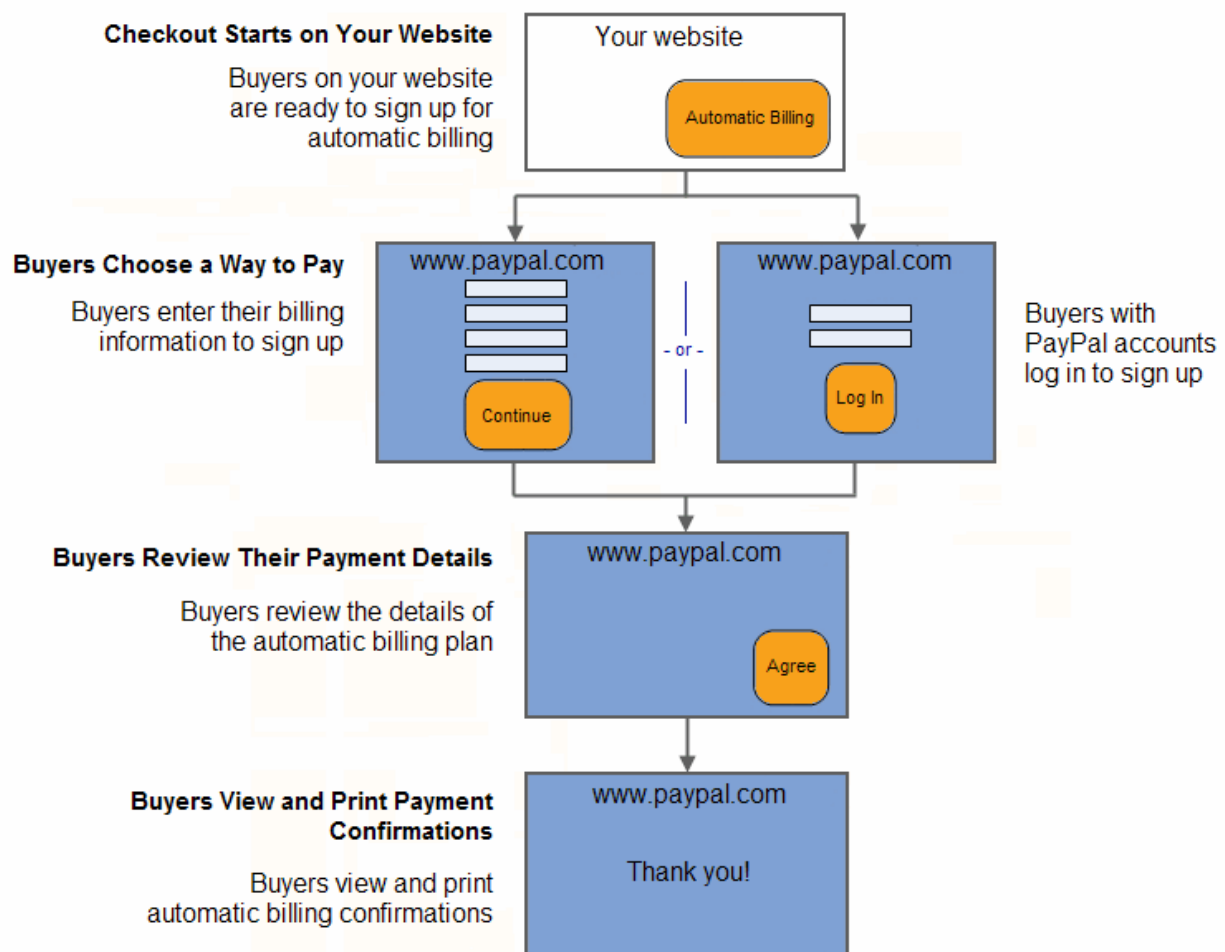 Checkout Starts on Your Website
Buyers on your website
are ready to sign up for
automatic billing
Your website
Automatic Billing
Buyers Choose a Way to Pay
Buyers enter their billing
information to sign up
www.paypal.com
Continue
- or -
www.paypal.com
Log In
Buyers with
PayPal accounts
log in to sign up
Buyers Review Their Payment Details
Buyers review the details of
the automatic billing plan
www.paypal.com
Agree
Buyers View and Print Payment
Confirmations
Buyers view and print
automatic billing confirmations
www.paypal.com
Thank you!